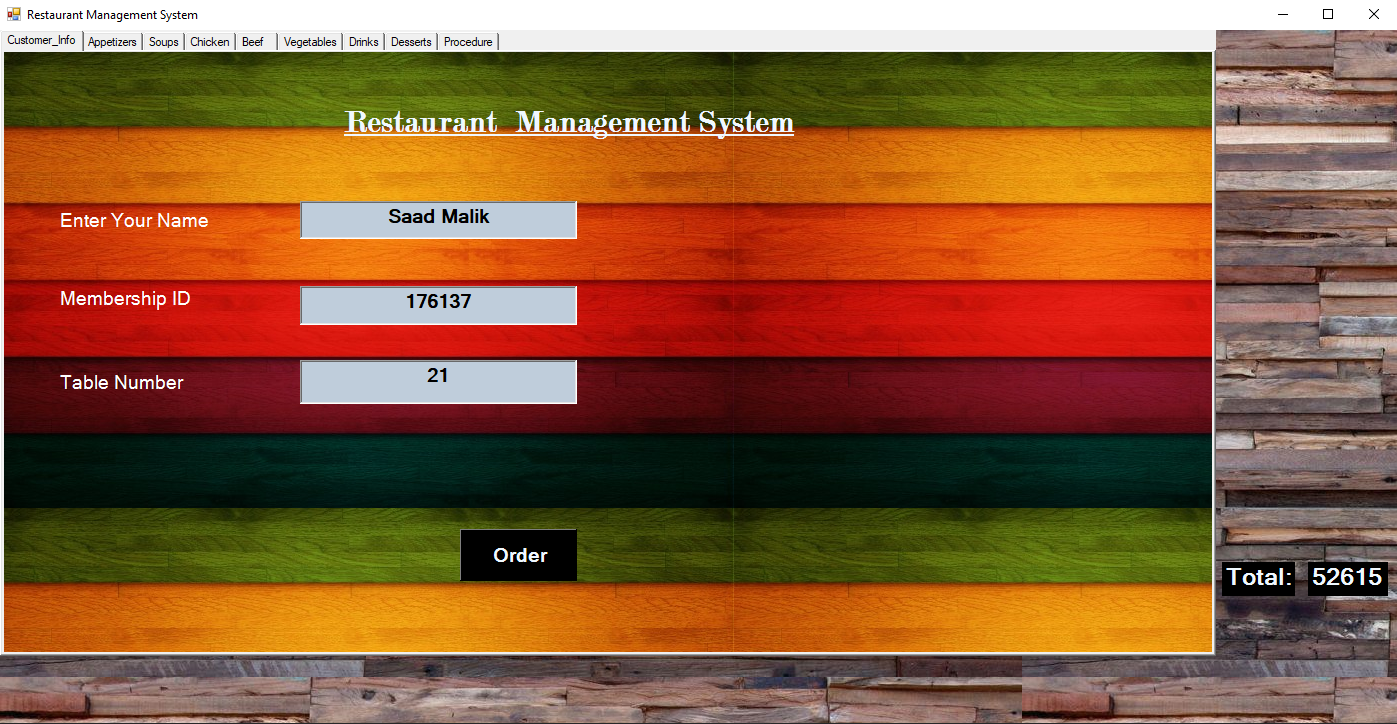 Restaurant Management System
Customer_Info Appetizers Soups Chicken Beef Vegetables Drinks Desserts Procedure
Restaurant Management System
Enter Your Name Saad Malik
Membership ID 176137
Table Number 21
Order
Total: 52615